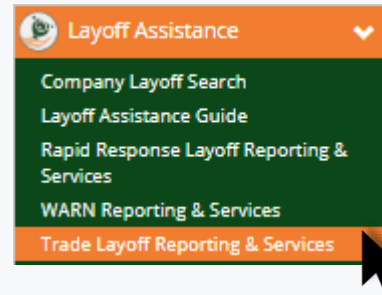 Layoff Assistance
Company Layoff Search
Layoff Assistance Guide
Rapid Response Layoff Reporting &
Services
WARN Reporting & Services
Trade Layoff Reporting & Services